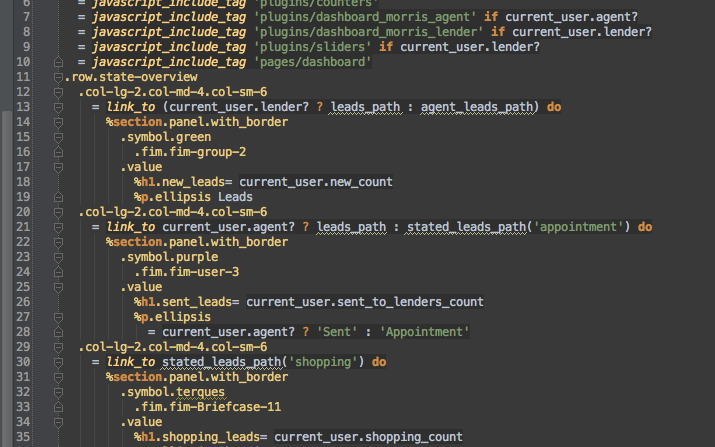 6 = javascript_include_tag 'plugins/counters'
7 = javascript_include_tag 'plugins/dashboard_morris_agent' if current_user.agent?
8 = javascript_include_tag 'plugins/dashboard_morris_lender' if current_user.lender?
9 = javascript_include_tag 'plugins/sliders' if current_user.lender?
10 = javascript_include_tag 'pages/dashboard'
11 .row.state-overview
12 .col-lg-2.col-md-4.col-sm-6
13 = link_to (current_user.lender? ? leads_path : agent_leads_path) do
14 %section.panel.with_border
15 .symbol.green
16 .fim.fim-group-2
17 .value
18 %h1.new_leads= current_user.new_count
19 %p.ellipsis Leads
20 .col-lg-2.col-md-4.col-sm-6
21 = link_to current_user.agent? ? leads_path : stated_leads_path('appointment') do
22 %section.panel.with_border
23 .symbol.purple
24 .fim.fim-user-3
25 .value
26 %h1.sent_leads= current_user.sent_to_lenders_count
27 %p.ellipsis
28 = current_user.agent? ? 'Sent' : 'Appointment'
29 .col-lg-2.col-md-4.col-sm-6
30 = link_to stated_leads_path('shopping') do
31 %section.panel.with_border
32 .symbol.terques
33 .fim.fim-Briefcase-11
34 .value
35 %h1.shopping_leads= current_user.shopping_count